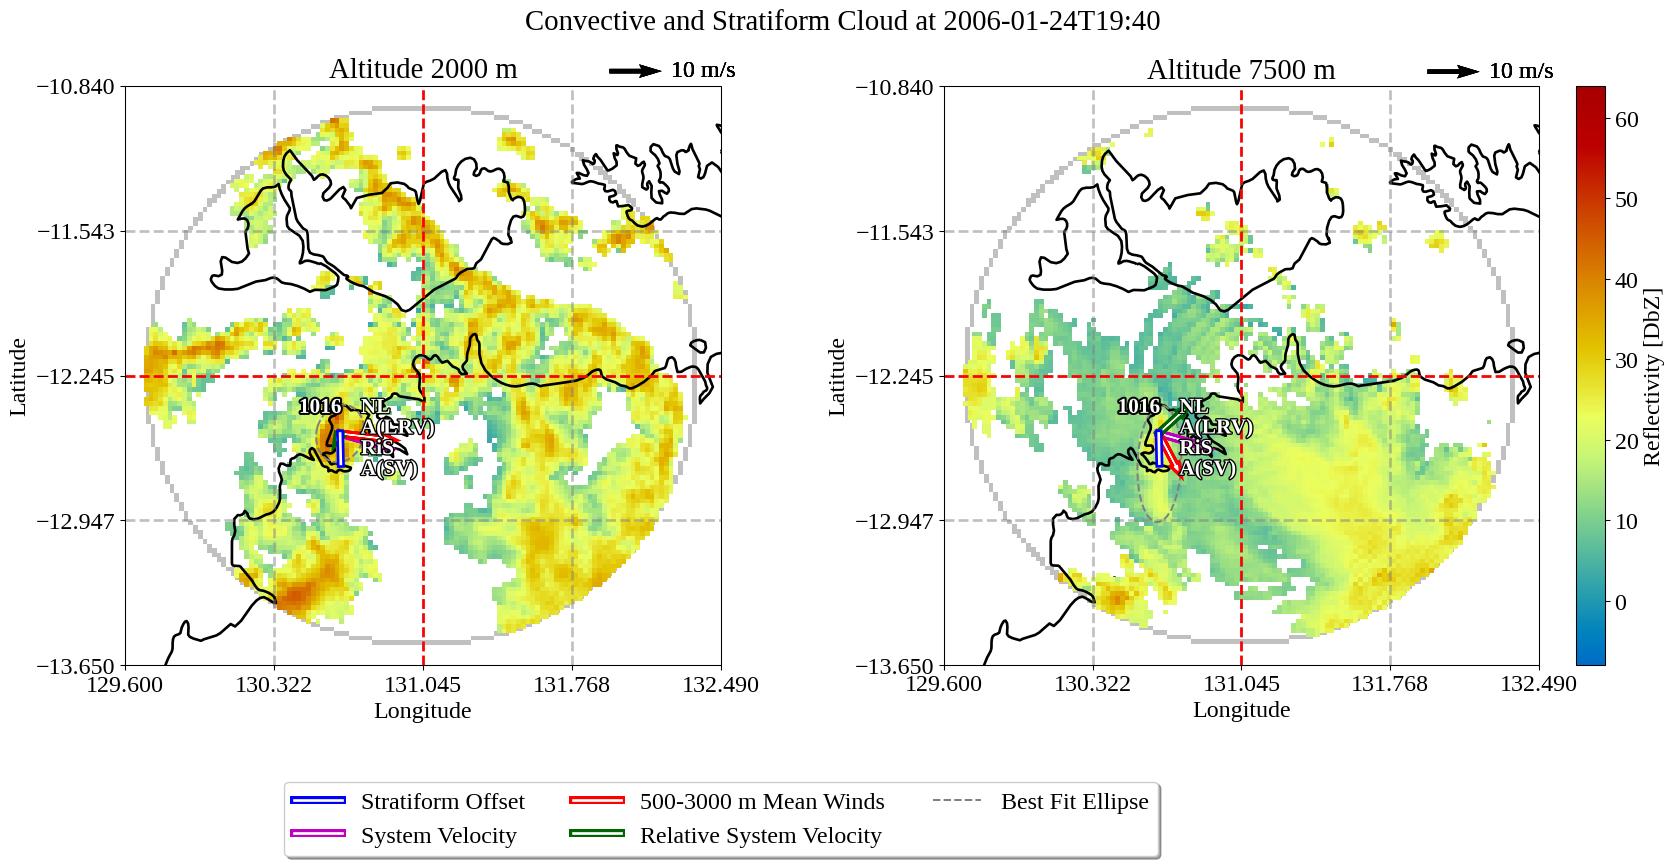 Convective and Stratiform Cloud at 2006-01-24T19:40
Altitude 2000 m
10 m/s
Altitude 7500 m
10 m/s
−10.840
−11.543
−12.245
−12.947
−13.650
Latitude
129.600
130.322
131.045
131.768
132.490
Longitude
1016
NL
A(LRV)
RiS
A(SV)
−10.840
−11.543
−12.245
−12.947
−13.650
Latitude
129.600
130.322
131.045
131.768
132.490
Longitude
1016
NL
A(LRV)
RiS
A(SV)
60
50
40
30
20
10
0
Reflectivity [DbZ]
Stratiform Offset
System Velocity
500-3000 m Mean Winds
Relative System Velocity
Best Fit Ellipse